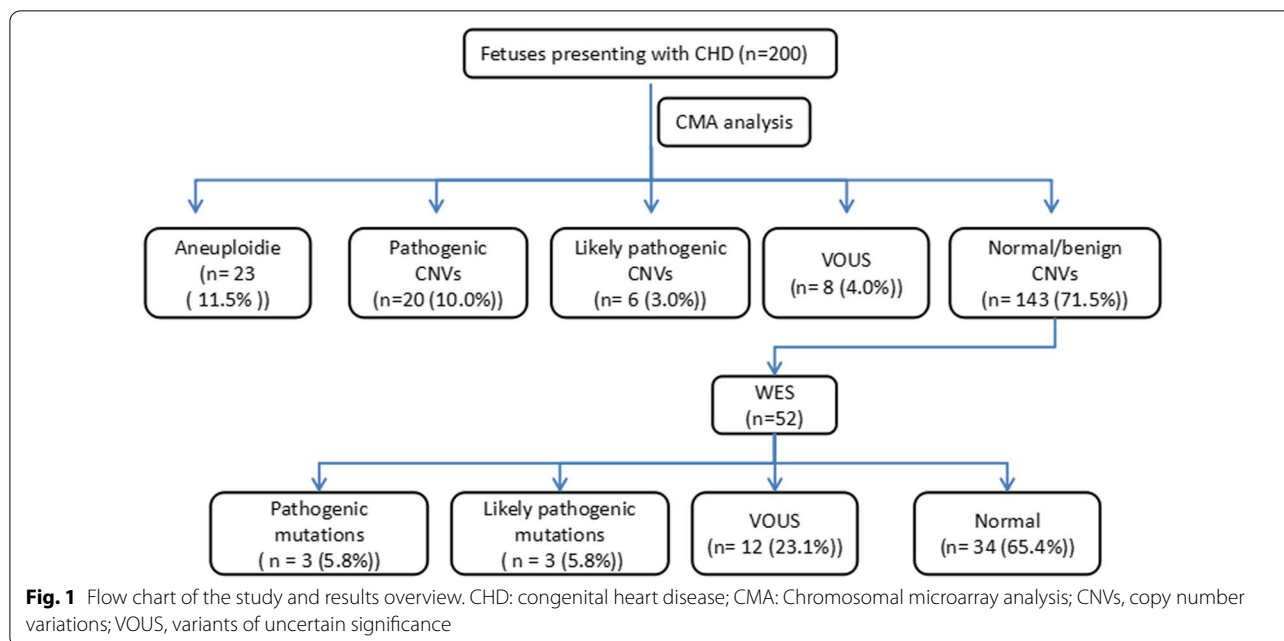 Fetuses presenting with CHD (n=200)
CMA analysis
Aneuploidie
(n= 23
( 11.5% ))
Pathogenic
CNVs
(n=20 (10.0%))
Likely pathogenic
CNVs
(n= 6 (3.0%))
VOUS
(n= 8 (4.0%))
Normal/benign
CNVs
(n= 143 (71.5%))
WES
(n=52)
Pathogenic
mutations
( n = 3 (5.8%))
Likely pathogenic
mutations
( n = 3 (5.8%))
VOUS
(n= 12 (23.1%))
Normal
(n= 34 (65.4%))
Fig. 1 Flow chart of the study and results overview. CHD: congenital heart disease; CMA: Chromosomal microarray analysis; CNVs, copy number
variations; VOUS, variants of uncertain significance